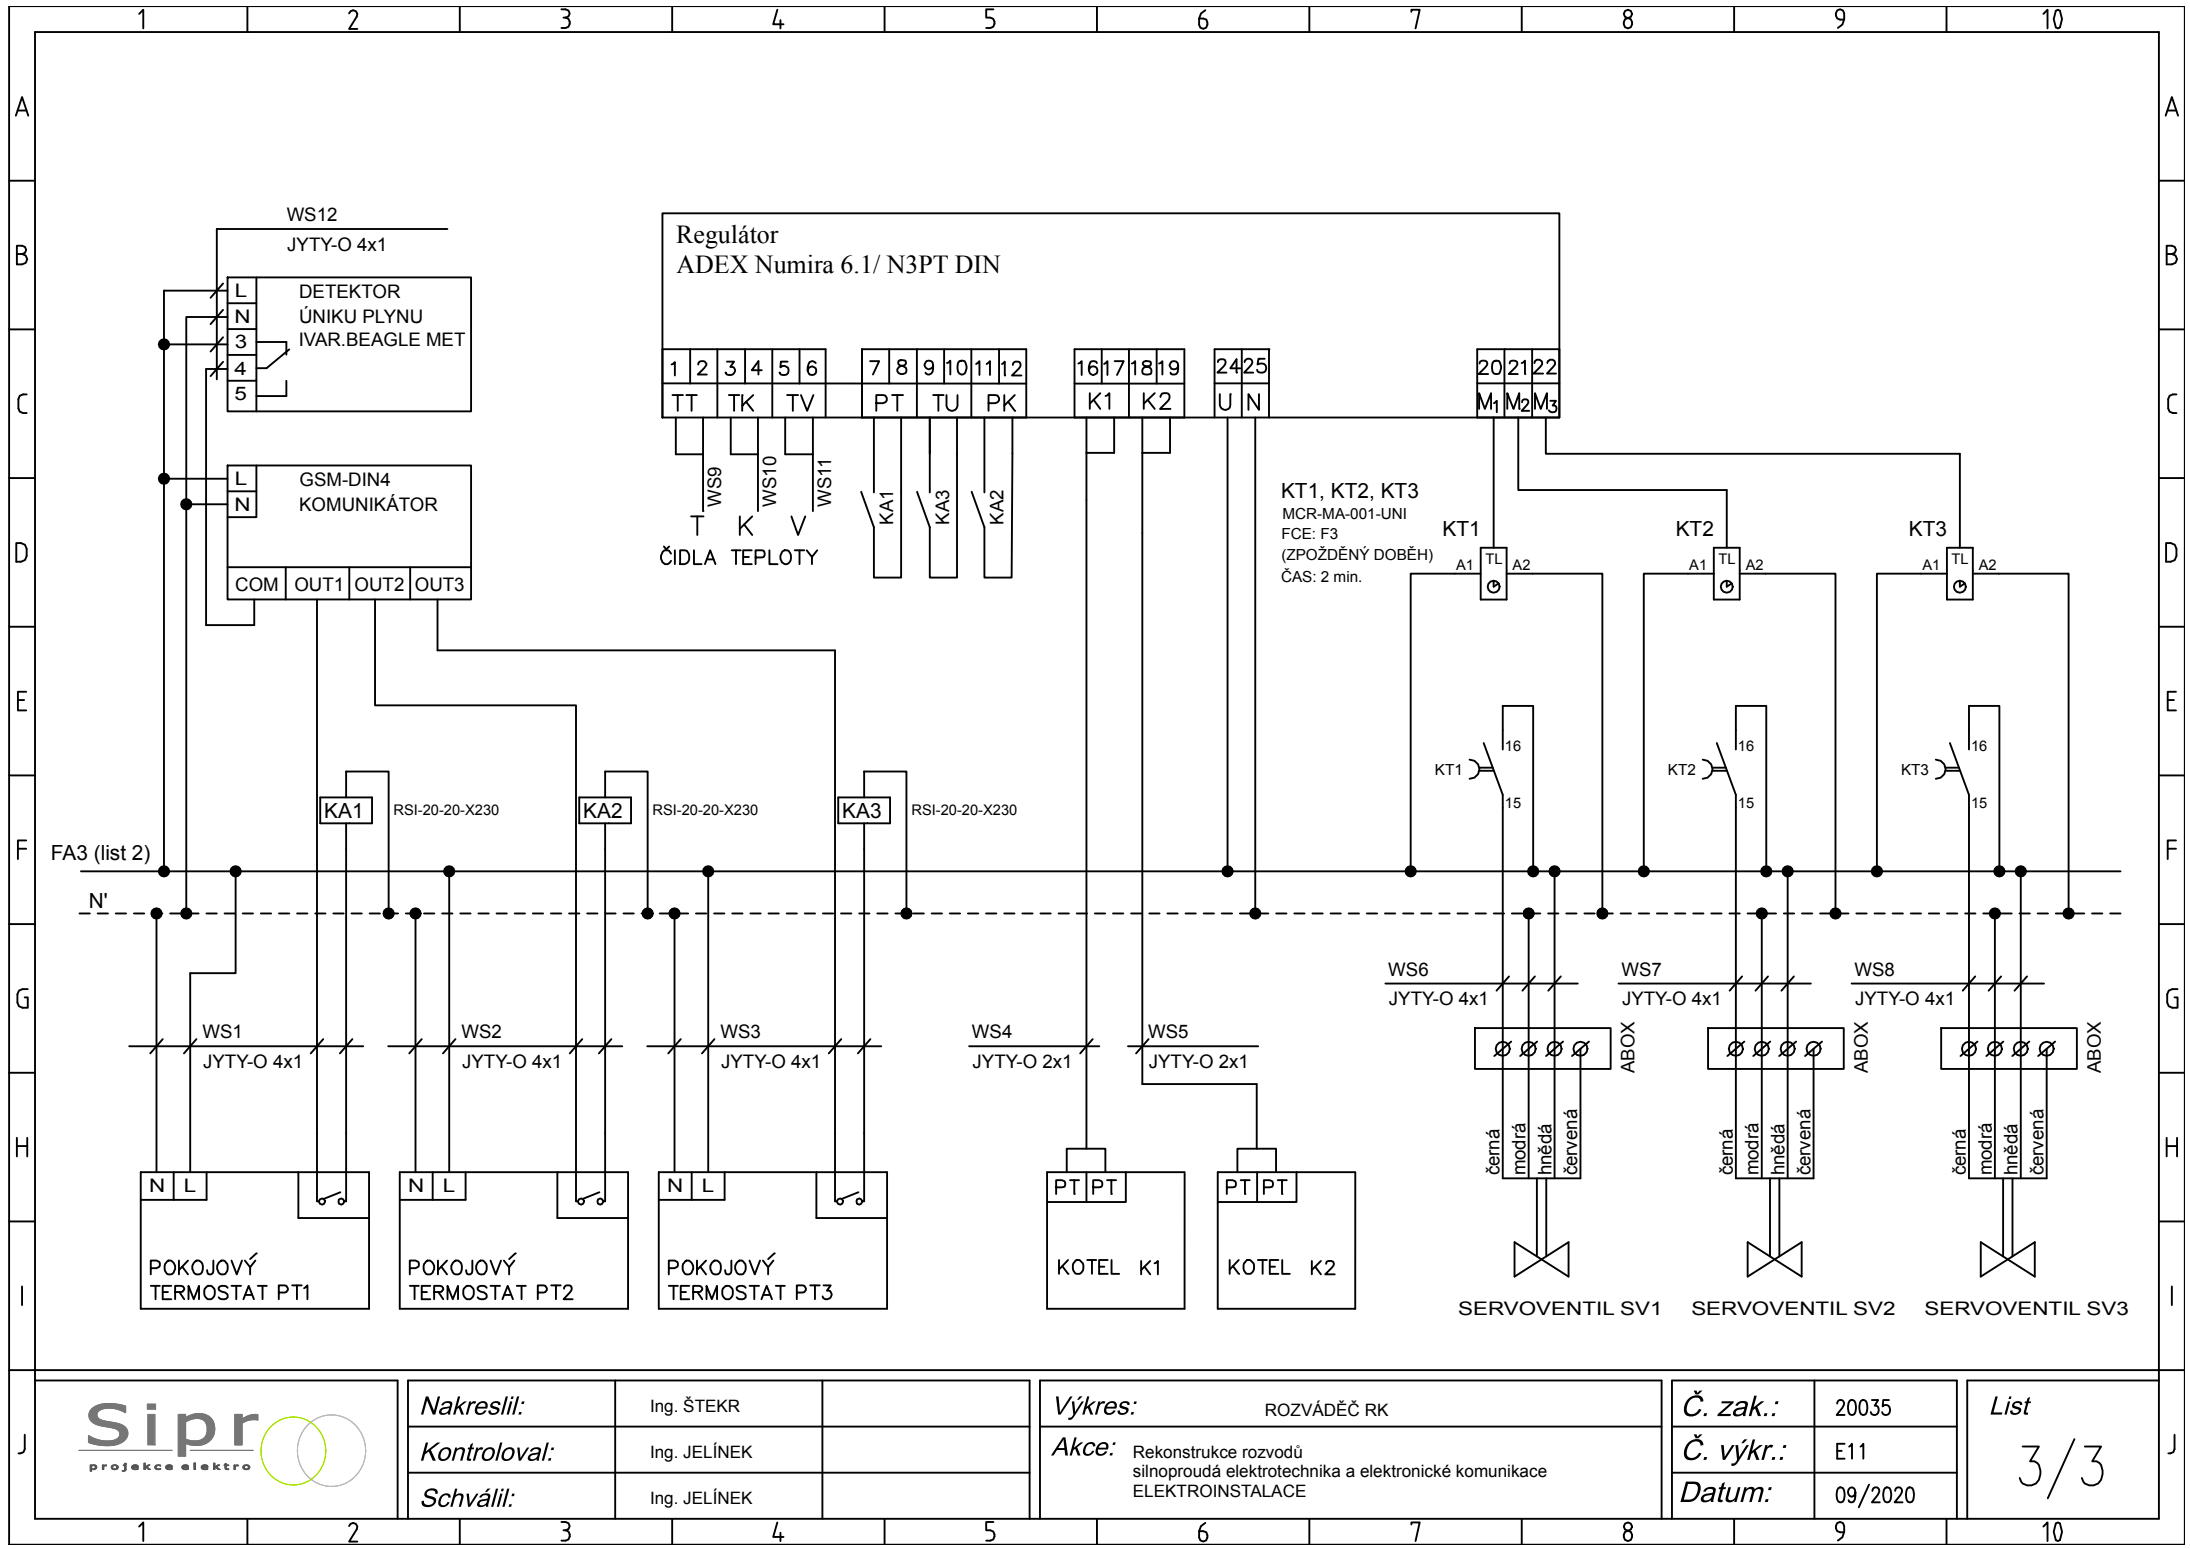 1 2 3 4 5 6 7 8 9 10
A A
B B
C C
D D
E E
F F
G G
H H
I I
J J
WS12
JYTY-O 4x1
L DETEKTOR
N ÚNIKU PLYNU
3 IVAR.BEAGLE MET
4
5
L GSM-DIN4
N KOMUNIKÁTOR
COM OUT1 OUT2 OUT3
Regulátor
ADEX Numira 6.1/ N3PT DIN
1 2 3 4 5 6 7 8 9 10 11 12 16 17 18 19 24 25 20 21 22
TT TK TV PT TU PK K1 K2 U N M1 M2 M3
WS9 WS10 WS11 KA1 KA3 KA2
T K V
ČIDLA TEPLOTY
KT1, KT2, KT3
MCR-MA-001-UNI
FCE: F3
(ZPOŽDĚNÝ DOBĚH)
ČAS: 2 min.
KT1 KT2 KT3
A1 TL A2 A1 TL A2 A1 TL A2
KT1 16 15 KT2 16 15 KT3 16 15
KA1 RSI-20-20-X230 KA2 RSI-20-20-X230 KA3 RSI-20-20-X230
FA3 (list 2)
N'
WS6 WS7 WS8
JYTY-O 4x1 JYTY-O 4x1 JYTY-O 4x1
WS1 WS2 WS3 WS4 WS5
JYTY-O 4x1 JYTY-O 4x1 JYTY-O 4x1 JYTY-O 2x1 JYTY-O 2x1
ABOX ABOX ABOX
černá modrá hnědá červená černá modrá hnědá červená černá modrá hnědá červená
N L N L N L PT PT PT PT
POKOJOVÝ
TERMOSTAT PT1
POKOJOVÝ
TERMOSTAT PT2
POKOJOVÝ
TERMOSTAT PT3
KOTEL K1 KOTEL K2
SERVOVENTIL SV1 SERVOVENTIL SV2 SERVOVENTIL SV3
Sipr
projekce elektro
Nakreslil: Ing. ŠTEKR
Kontroloval: Ing. JELÍNEK
Schválil: Ing. JELÍNEK
Výkres: ROZVÁDĚČ RK
Akce: Rekonstrukce rozvodů
silnoproudá elektrotechnika a elektronické komunikace
ELEKTROINSTALACE
Č. zak.: 20035
Č. výkr.: E11
Datum: 09/2020
List
3/3
1 2 3 4 5 6 7 8 9 10